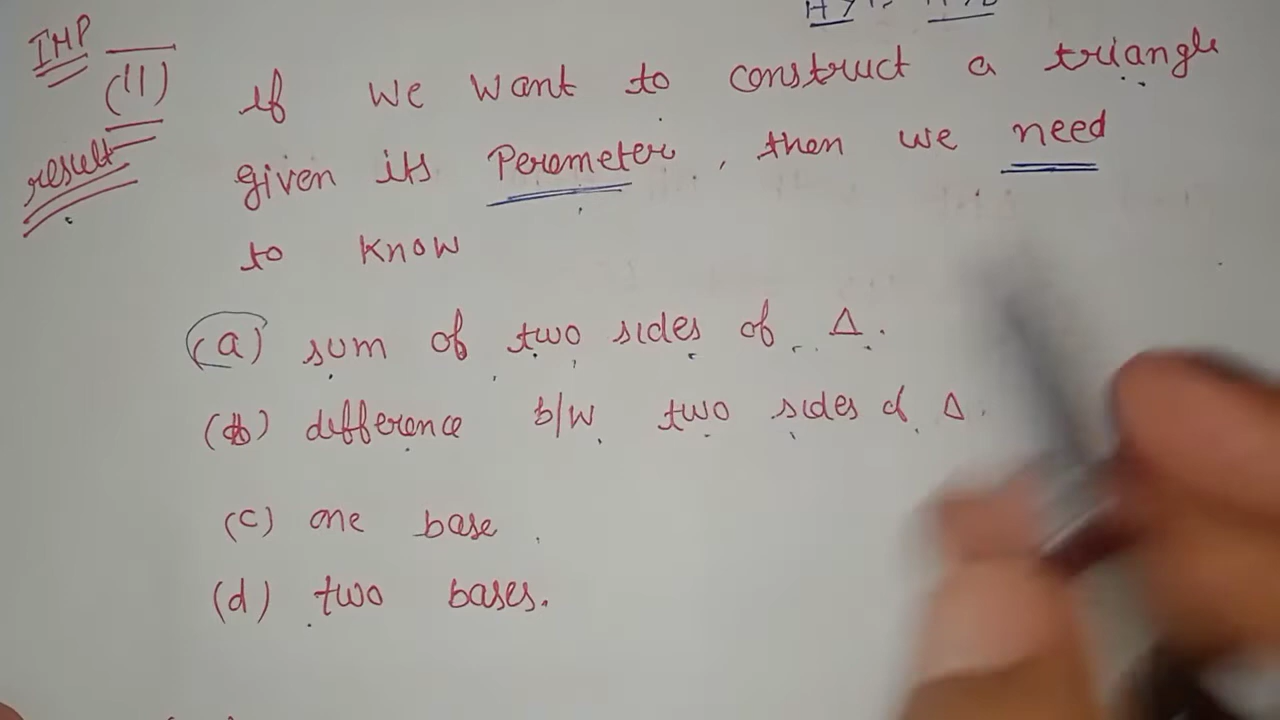 IMP
(11)
result
if we want to construct a triangle
given its Peremeter, then we need
to know
(a) sum of two sides of Δ.
(b) difference b/w two sides of Δ.
(c) one base.
(d) two bases.